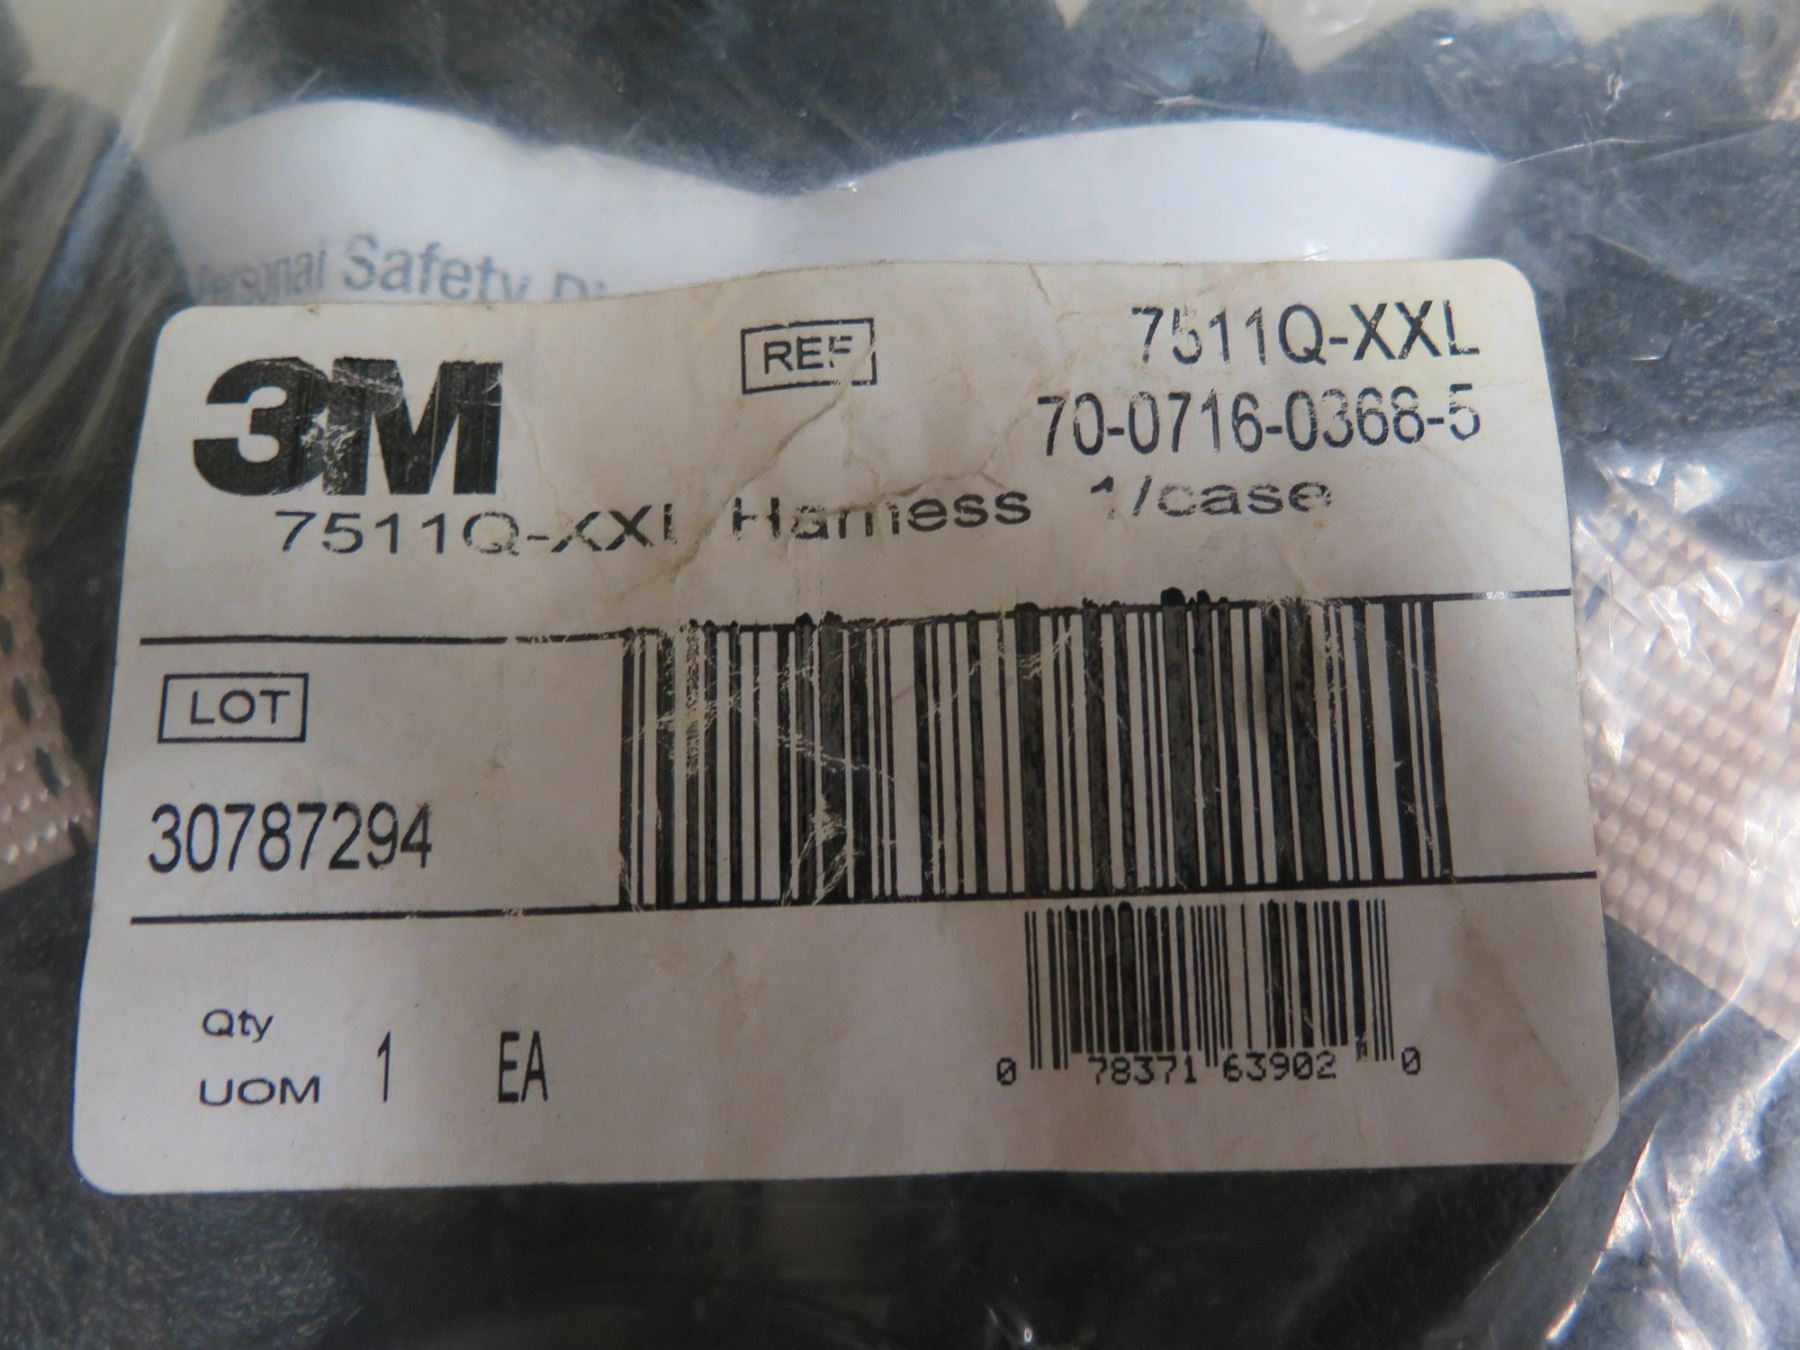 Personal Safety
3M
REF
7511Q-XXL
70-0716-0368-5
7511Q-XXL Harness 1/case
LOT
30787294
Qty
UOM 1 EA
0 78371 63902 0